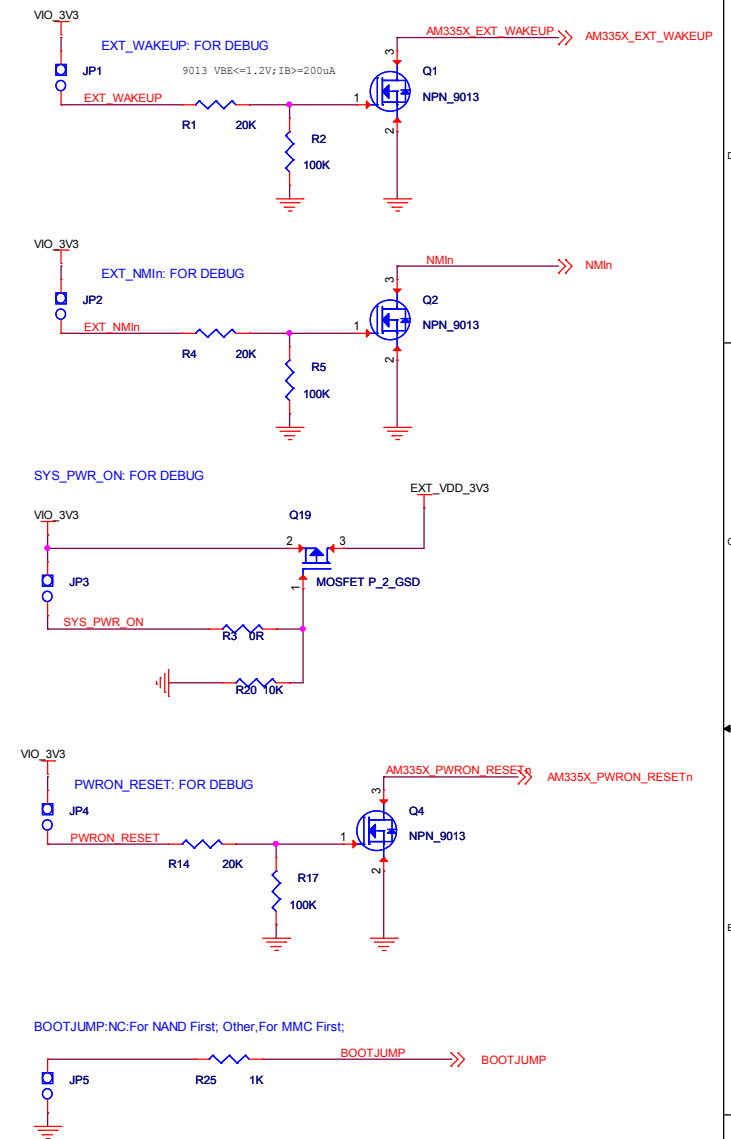 VIO_3V3
EXT_WAKEUP: FOR DEBUG
AM335X_EXT_WAKEUP
AM335X_EXT_WAKEUP
JP1
9013 VBE<=1.2V;IB>=200uA
3
Q1
EXT_WAKEUP
1
NPN_9013
R1 20K
R2
100K
2
D
VIO_3V3
EXT_NMIn: FOR DEBUG
NMIn
NMIn
JP2
3
Q2
EXT_NMIn
1
NPN_9013
R4 20K
R5
100K
2
SYS_PWR_ON: FOR DEBUG
EXT_VDD_3V3
VIO_3V3
Q19
2
3
C
JP3
1
MOSFET P_2_GSD
SYS_PWR_ON
R3 0R
R20 10K
VIO_3V3
PWRON_RESET: FOR DEBUG
AM335X_PWRON_RESETn
AM335X_PWRON_RESETn
JP4
3
Q4
PWRON_RESET
1
NPN_9013
R14 20K
R17
100K
2
BOOTJUMP:NC:For NAND First; Other,For MMC First;
BOOTJUMP
BOOTJUMP
JP5
R25 1K